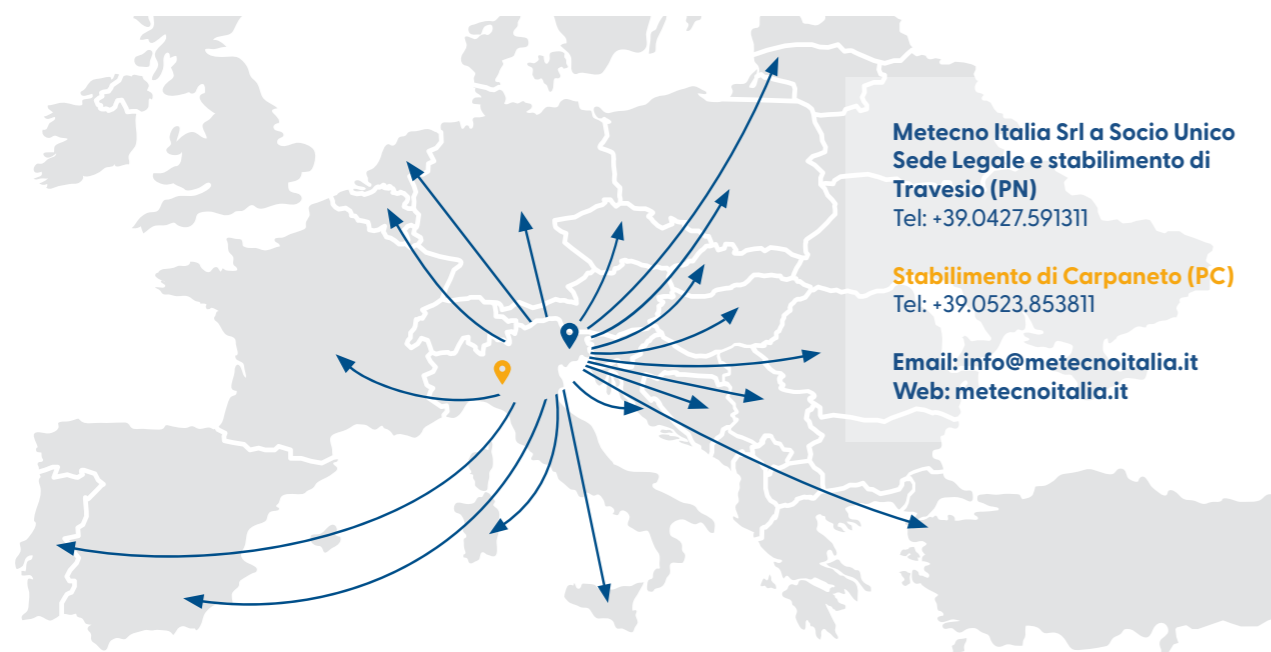 Metecno Italia Srl a Socio Unico
Sede Legale e stabilimento di
Travesio (PN)
Tel: +39.0427.591311
Stabilimento di Carpaneto (PC)
Tel: +39.0523.853811
Email: info@metecnoitalia.it
Web: metecnoitalia.it